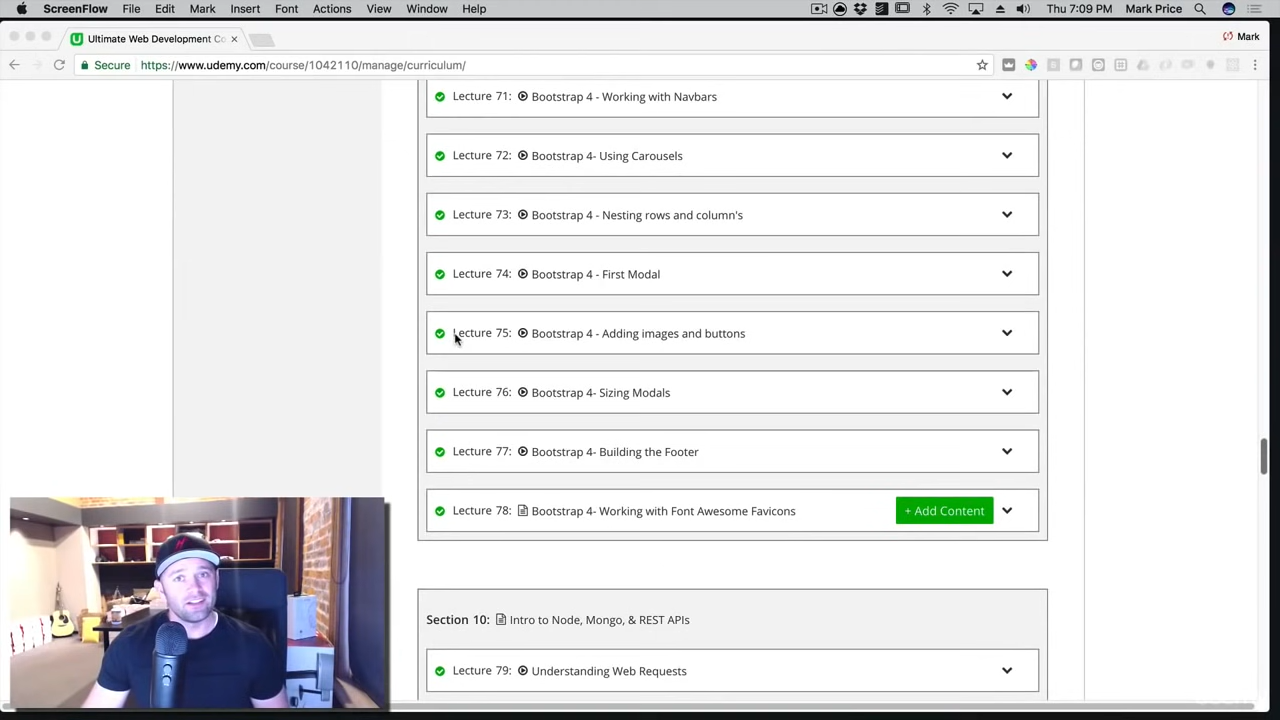 ScreenFlow File Edit Mark Insert Font Actions View Window Help Thu 7:09 PM Mark Price
Ultimate Web Development Co Mark
Secure https://www.udemy.com/course/1042110/manage/curriculum/
Lecture 71: Bootstrap 4 - Working with Navbars
Lecture 72: Bootstrap 4- Using Carousels
Lecture 73: Bootstrap 4 - Nesting rows and column's
Lecture 74: Bootstrap 4 - First Modal
Lecture 75: Bootstrap 4 - Adding images and buttons
Lecture 76: Bootstrap 4- Sizing Modals
Lecture 77: Bootstrap 4- Building the Footer
Lecture 78: Bootstrap 4- Working with Font Awesome Favicons + Add Content
Section 10: Intro to Node, Mongo, & REST APIs
Lecture 79: Understanding Web Requests